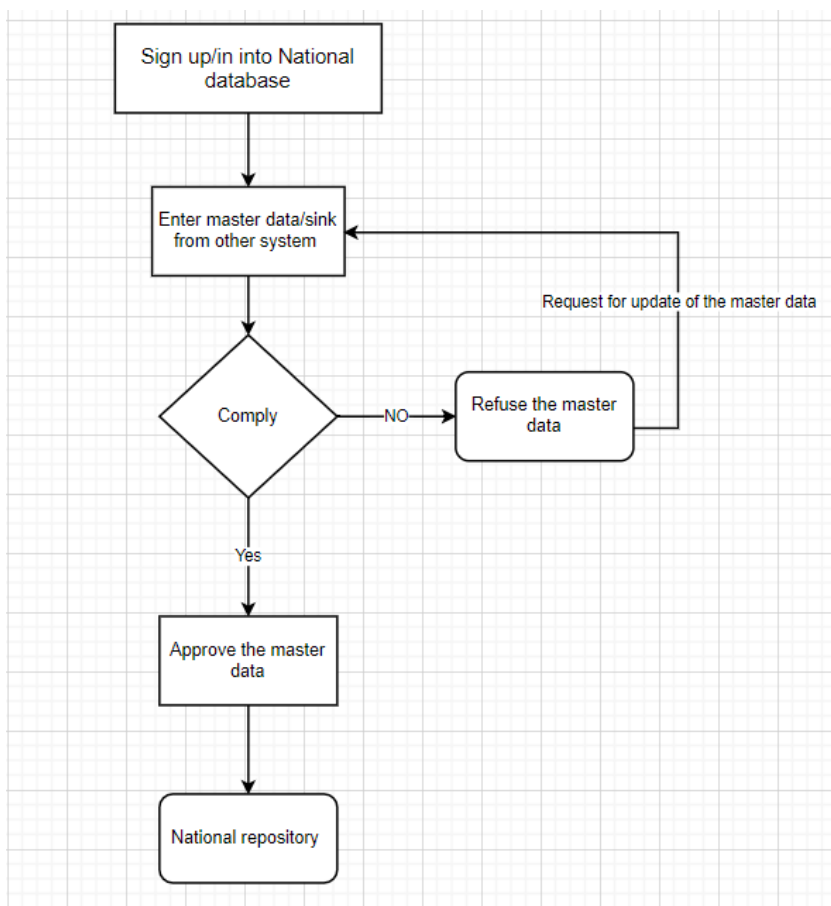 Sign up/in into National
database
Enter master data/sink
from other system
Request for update of the master data
Comply
NO
Refuse the master
data
Yes
Approve the master
data
National repository